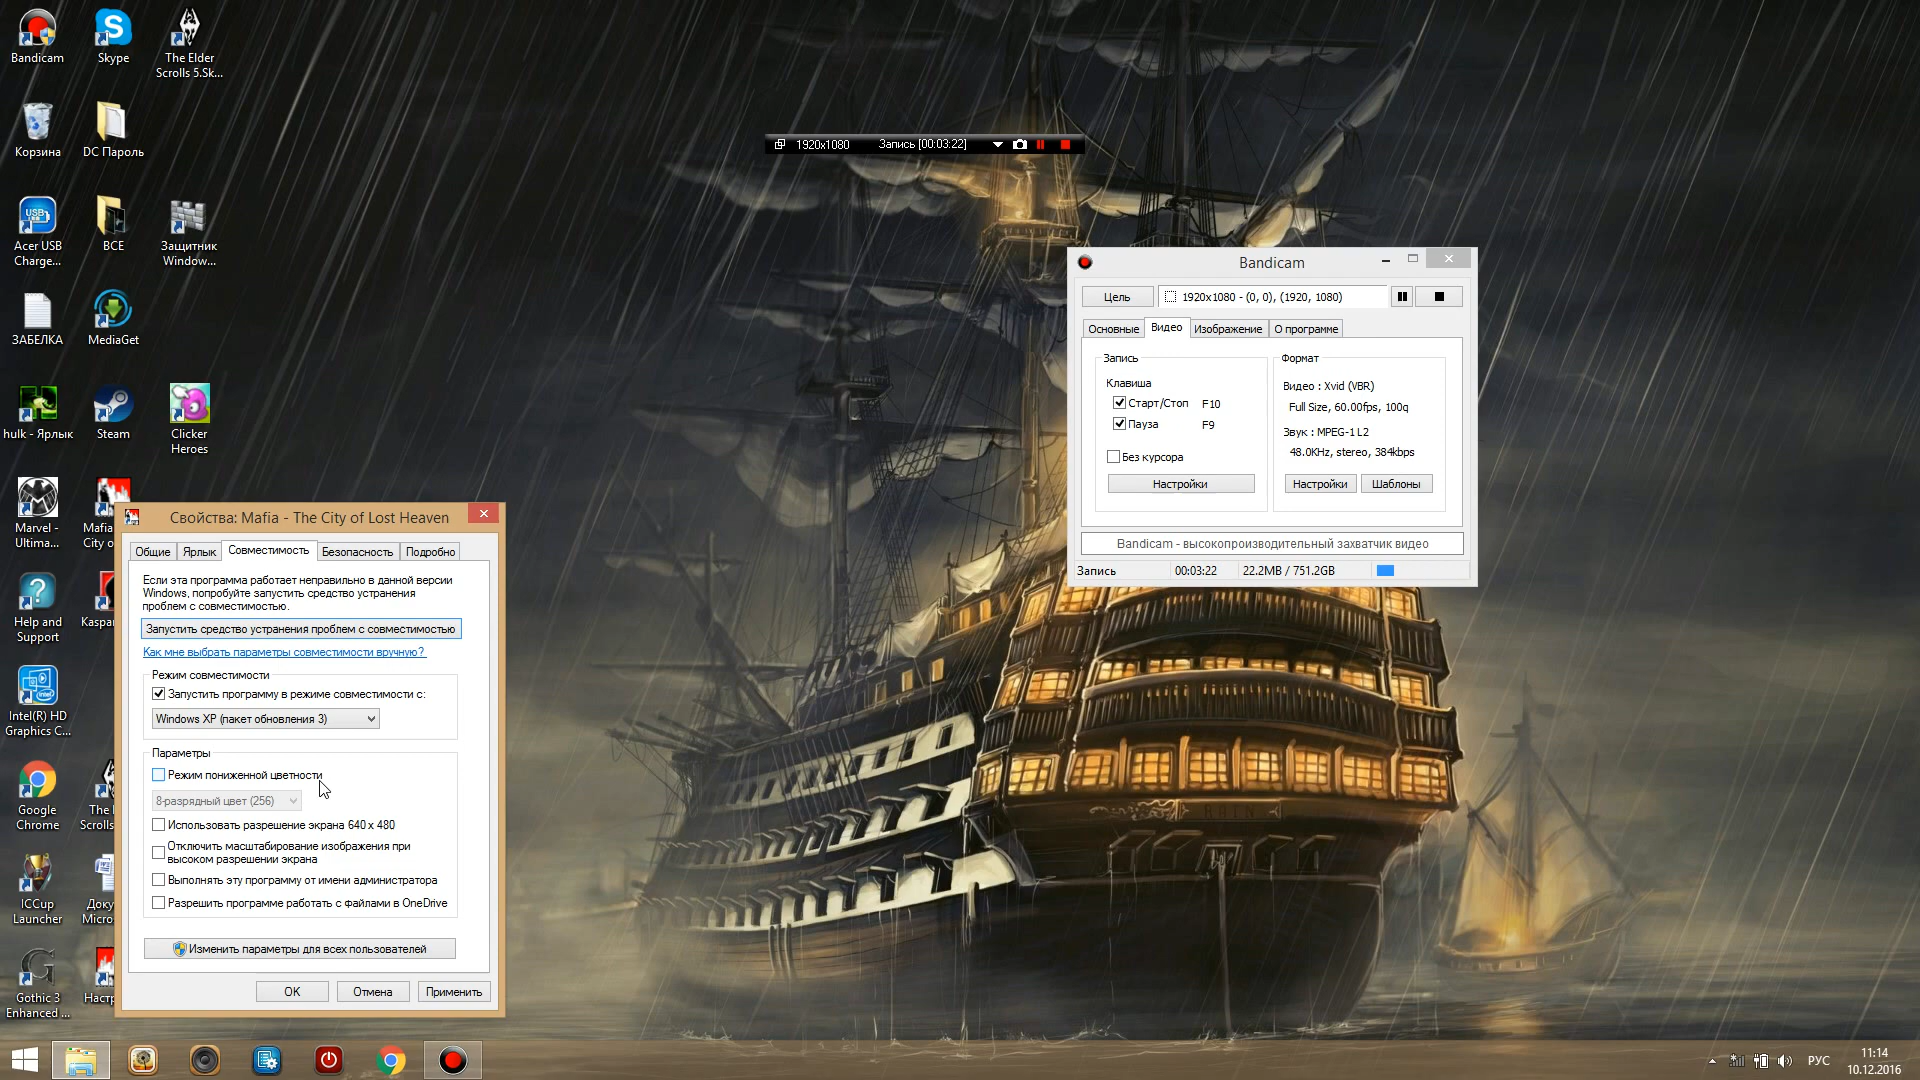 Bandicam
Skype
The Elder
Scrolls 5.Sk...
Корзина
DC Пароль
Acer USB
Charge...
ВСЕ
Защитник
Window...
ЗАБЕЛКА
MediaGet
hulk - Ярлык
Steam
Clicker
Heroes
Marvel -
Ultima...
Mafia
City o
Help and
Support
Kaspar
Intel(R) HD
Graphics C...
Google
Chrome
The
Scrolls
ICCup
Launcher
Доку
Micro
Gothic 3
Enhanced ...
Настр
1920x1080
Запись [00:03:22]
Bandicam
Цель
1920x1080 - (0, 0), (1920, 1080)
Основные
Видео
Изображение
О программе
Запись
Клавиша
Старт/Стоп F10
Пауза F9
Без курсора
Настройки
Формат
Видео : Xvid (VBR)
Full Size, 60.00fps, 100q
Звук : MPEG-1 L2
48.0KHz, stereo, 384kbps
Настройки
Шаблоны
Bandicam - высокопроизводительный захватчик видео
Запись
00:03:22
22.2MB / 751.2GB
Свойства: Mafia - The City of Lost Heaven
Общие
Ярлык
Совместимость
Безопасность
Подробно
Если эта программа работает неправильно в данной версии
Windows, попробуйте запустить средство устранения
проблем с совместимостью.
Запустить средство устранения проблем с совместимостью
Как мне выбрать параметры совместимости вручную?
Режим совместимости
Запустить программу в режиме совместимости с:
Windows XP (пакет обновления 3)
Параметры
Режим пониженной цветности
8-разрядный цвет (256)
Использовать разрешение экрана 640 x 480
Отключить масштабирование изображения при
высоком разрешении экрана
Выполнять эту программу от имени администратора
Разрешить программе работать с файлами в OneDrive
Изменить параметры для всех пользователей
OK
Отмена
Применить
РУС
11:14
10.12.2016